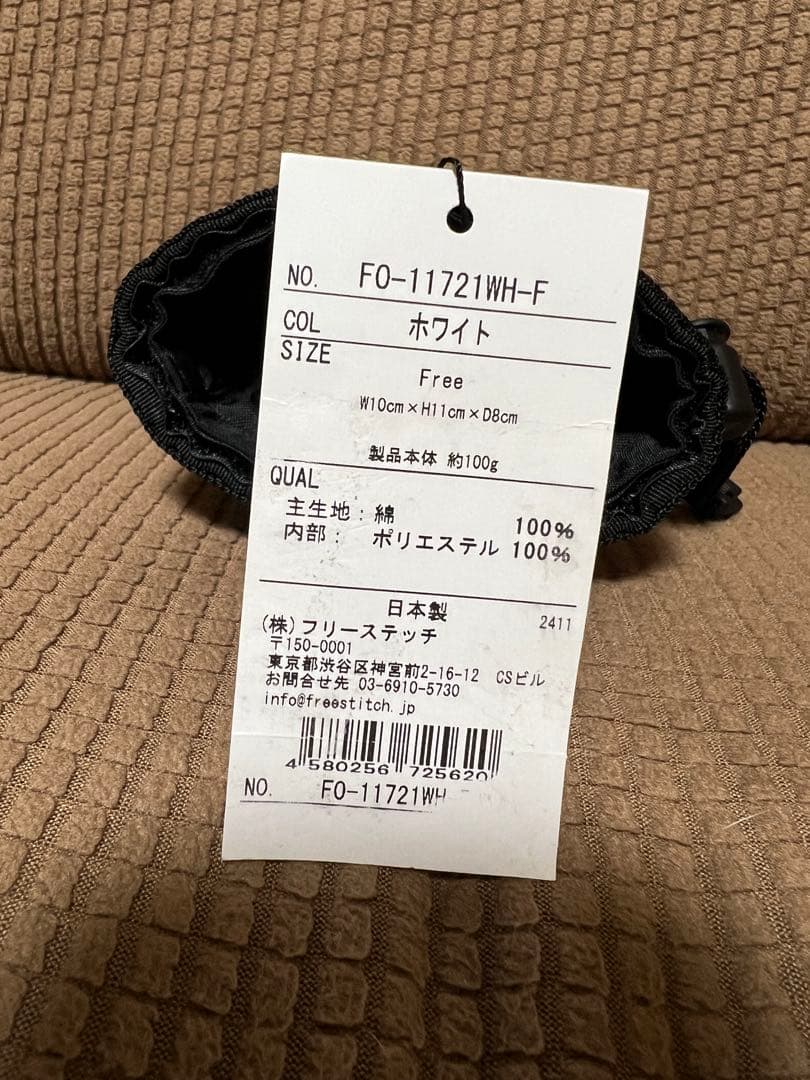 NO. FO-11721WH-F
COL ホワイト
SIZE
Free
W10cm×H11cm×D8cm
製品本体 約100g
QUAL
主生地：綿 100%
内部： ポリエステル 100%
日本製
(株)フリーステッチ 2411
〒150-0001
東京都渋谷区神宮前2-16-12 CSビル
お問合せ先 03-6910-5730
info@freestitch.jp
4 580256 725620
NO. FO-11721WH